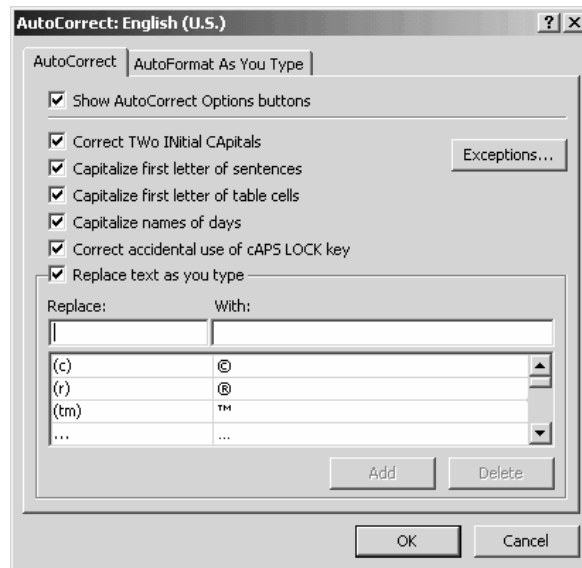 AutoCorrect: English (U.S.)
AutoCorrect
AutoFormat As You Type
Show AutoCorrect Options buttons
Correct TWo INitial CApitals
Exceptions...
Capitalize first letter of sentences
Capitalize first letter of table cells
Capitalize names of days
Correct accidental use of cAPS LOCK key
Replace text as you type
Replace: With:
(c) ©
(r) ®
(tm) ™
... ...
Add Delete
OK Cancel